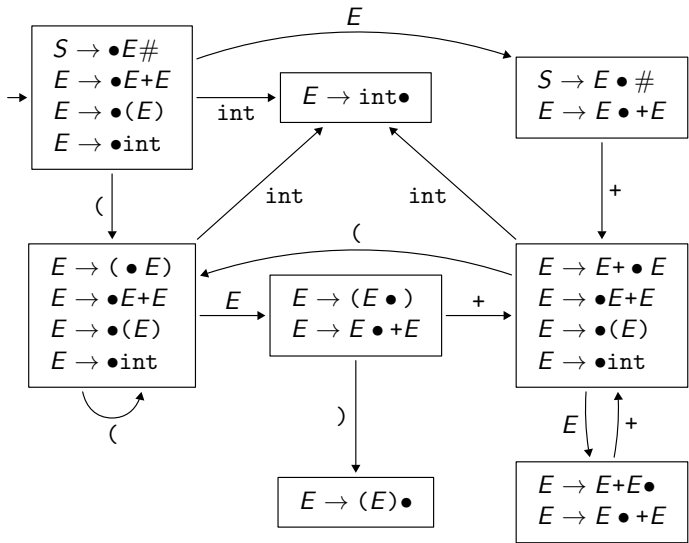 E
S → •E#
E → •E+E
E → •(E)
E → •int
int
E → int•
S → E • #
E → E • +E
(
int
int
+
(
E → ( • E)
E → •E+E
E → •(E)
E → •int
E
E → (E • )
E → E • +E
+
E → E+ • E
E → •E+E
E → •(E)
E → •int
(
)
E
+
E → (E)•
E → E+E•
E → E • +E